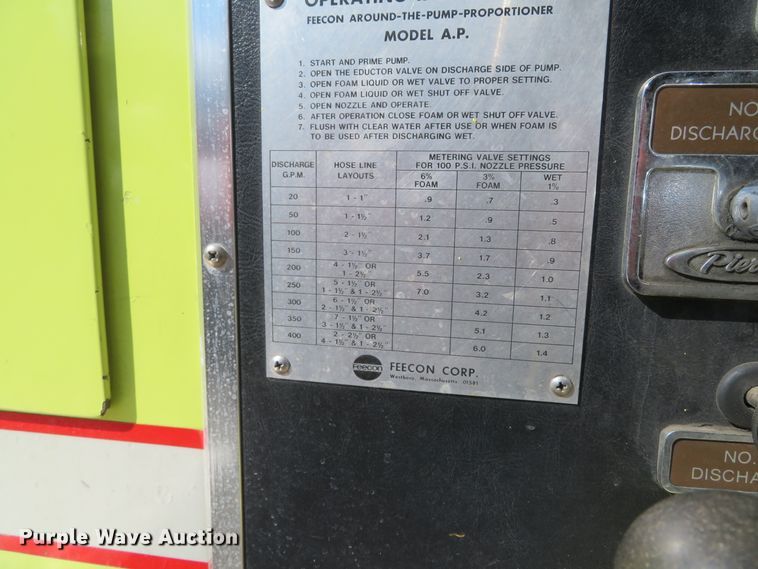 OPERATING
FEECON AROUND-THE-PUMP-PROPORTIONER
MODEL A.P.
1. START AND PRIME PUMP.
2. OPEN THE EDUCTOR VALVE ON DISCHARGE SIDE OF PUMP.
3. OPEN FOAM LIQUID OR WET VALVE TO PROPER SETTING.
4. OPEN FOAM LIQUID OR WET SHUT OFF VALVE.
5. OPEN NOZZLE AND OPERATE.
6. AFTER OPERATION CLOSE FOAM OR WET SHUT OFF VALVE.
7. FLUSH WITH CLEAR WATER AFTER USE OR WHEN FOAM IS
TO BE USED AFTER DISCHARGING WET.
DISCHARGE G.P.M. HOSE LINE LAYOUTS METERING VALVE SETTINGS
FOR 100 P.S.I. NOZZLE PRESSURE
6% FOAM 3% FOAM WET 1%
20 1 - 1" .9 .7 .3
50 1 - 1½" 1.2 .9 .5
100 2 - 1½" 2.1 1.3 .8
150 3 - 1½" 3.7 1.7 .9
200 4 - 1½" OR 1 - 2½" 5.5 2.3 1.0
250 5 - 1½" OR 1 - 1½" & 1 - 2½" 7.0 3.2 1.1
300 6 - 1½" OR 2 - 1½" & 1 - 2½" 4.2 1.2
350 7 - 1½" OR 3 - 1½" & 1 - 2½" 5.1 1.3
400 2 - 2½" OR 4 - 1½" & 1 - 2½" 6.0 1.4
Feecon FEECON CORP.
Westboro, Massachusetts 01581
NO
DISCHARG
Pier
NO.
DISCHA
Purple Wave Auction